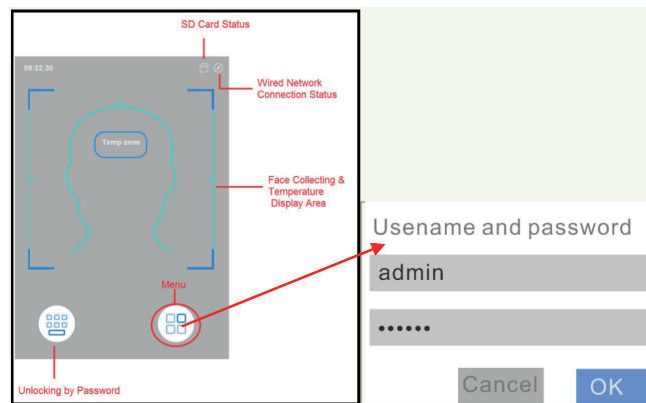 SD Card Status
09:22:30
Wired Network
Connection Status
Temp zone
Face Collecting &
Temperature
Display Area
Menu
Unlocking by Password
Usename and password
admin
••••••
Cancel
OK